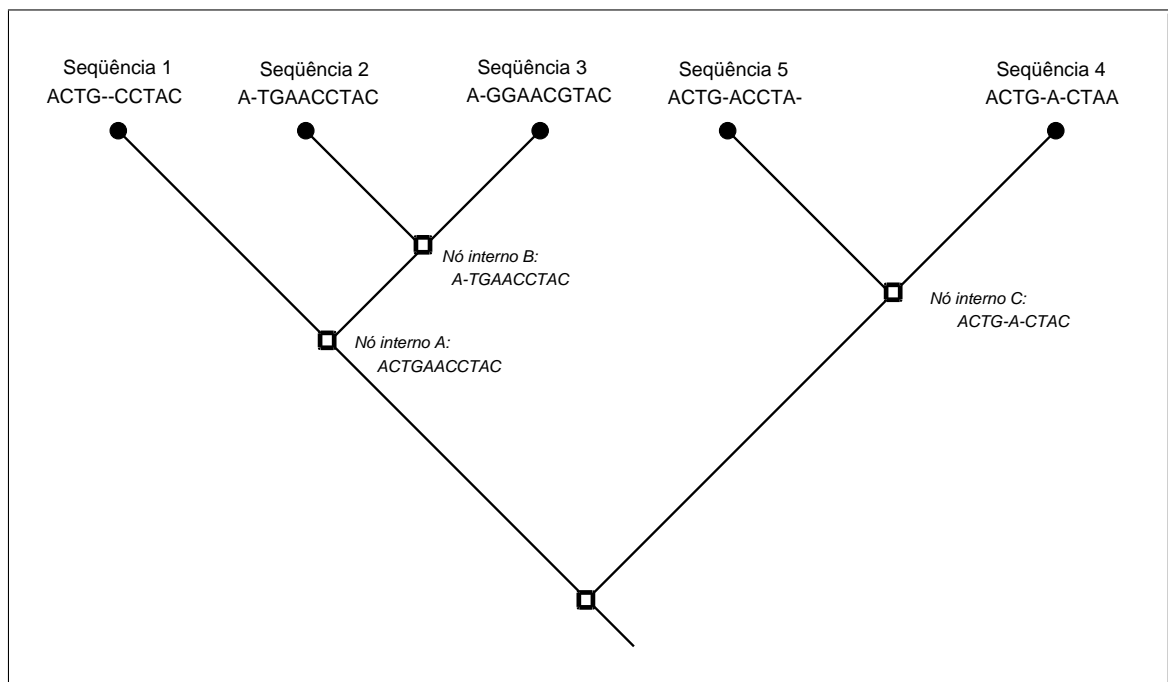 Seqüência 1
ACTG--CCTAC
Seqüência 2
A-TGAACCTAC
Seqüência 3
A-GGAACGTAC
Seqüência 5
ACTG-ACCTA-
Seqüência 4
ACTG-A-CTAA
Nó interno B:
A-TGAACCTAC
Nó interno C:
ACTG-A-CTAC
Nó interno A:
ACTGAACCTAC